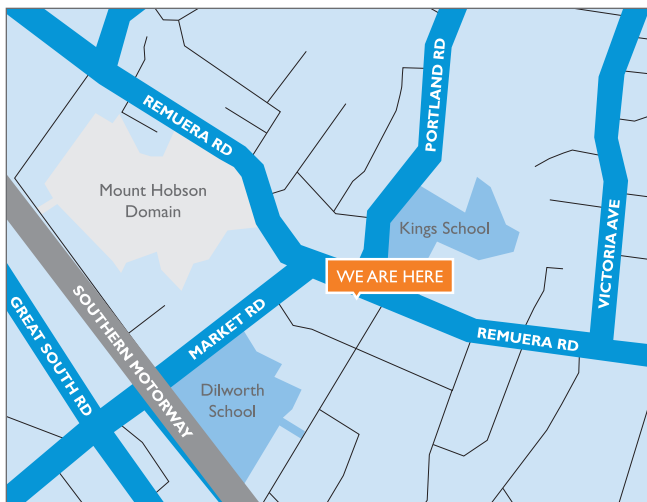 PORTLAND RD
REMUERA RD
Mount Hobson
Domain
Kings School
VICTORIA AVE
WE ARE HERE
SOUTHERN MOTORWAY
MARKET RD
GREAT SOUTH RD
REMUERA RD
Dilworth
School